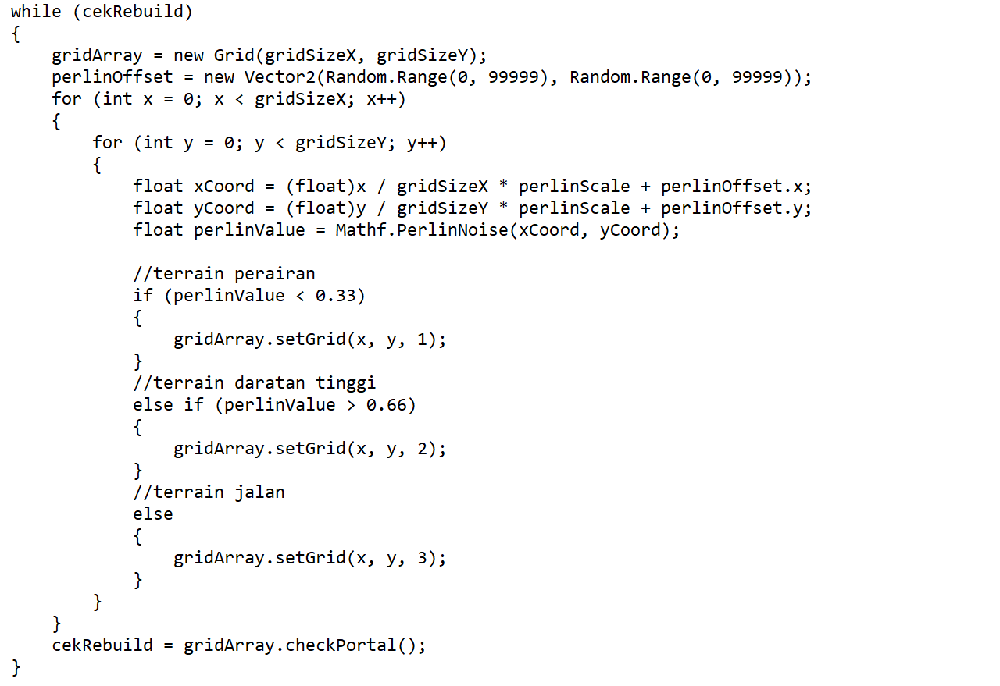 while (cekRebuild)
{
    gridArray = new Grid(gridSizeX, gridSizeY);
    perlinOffset = new Vector2(Random.Range(0, 99999), Random.Range(0, 99999));
    for (int x = 0; x < gridSizeX; x++)
    {
        for (int y = 0; y < gridSizeY; y++)
        {
            float xCoord = (float)x / gridSizeX * perlinScale + perlinOffset.x;
            float yCoord = (float)y / gridSizeY * perlinScale + perlinOffset.y;
            float perlinValue = Mathf.PerlinNoise(xCoord, yCoord);

            //terrain perairan
            if (perlinValue < 0.33)
            {
                gridArray.setGrid(x, y, 1);
            }
            //terrain daratan tinggi
            else if (perlinValue > 0.66)
            {
                gridArray.setGrid(x, y, 2);
            }
            //terrain jalan
            else
            {
                gridArray.setGrid(x, y, 3);
            }
        }
    }
    cekRebuild = gridArray.checkPortal();
}